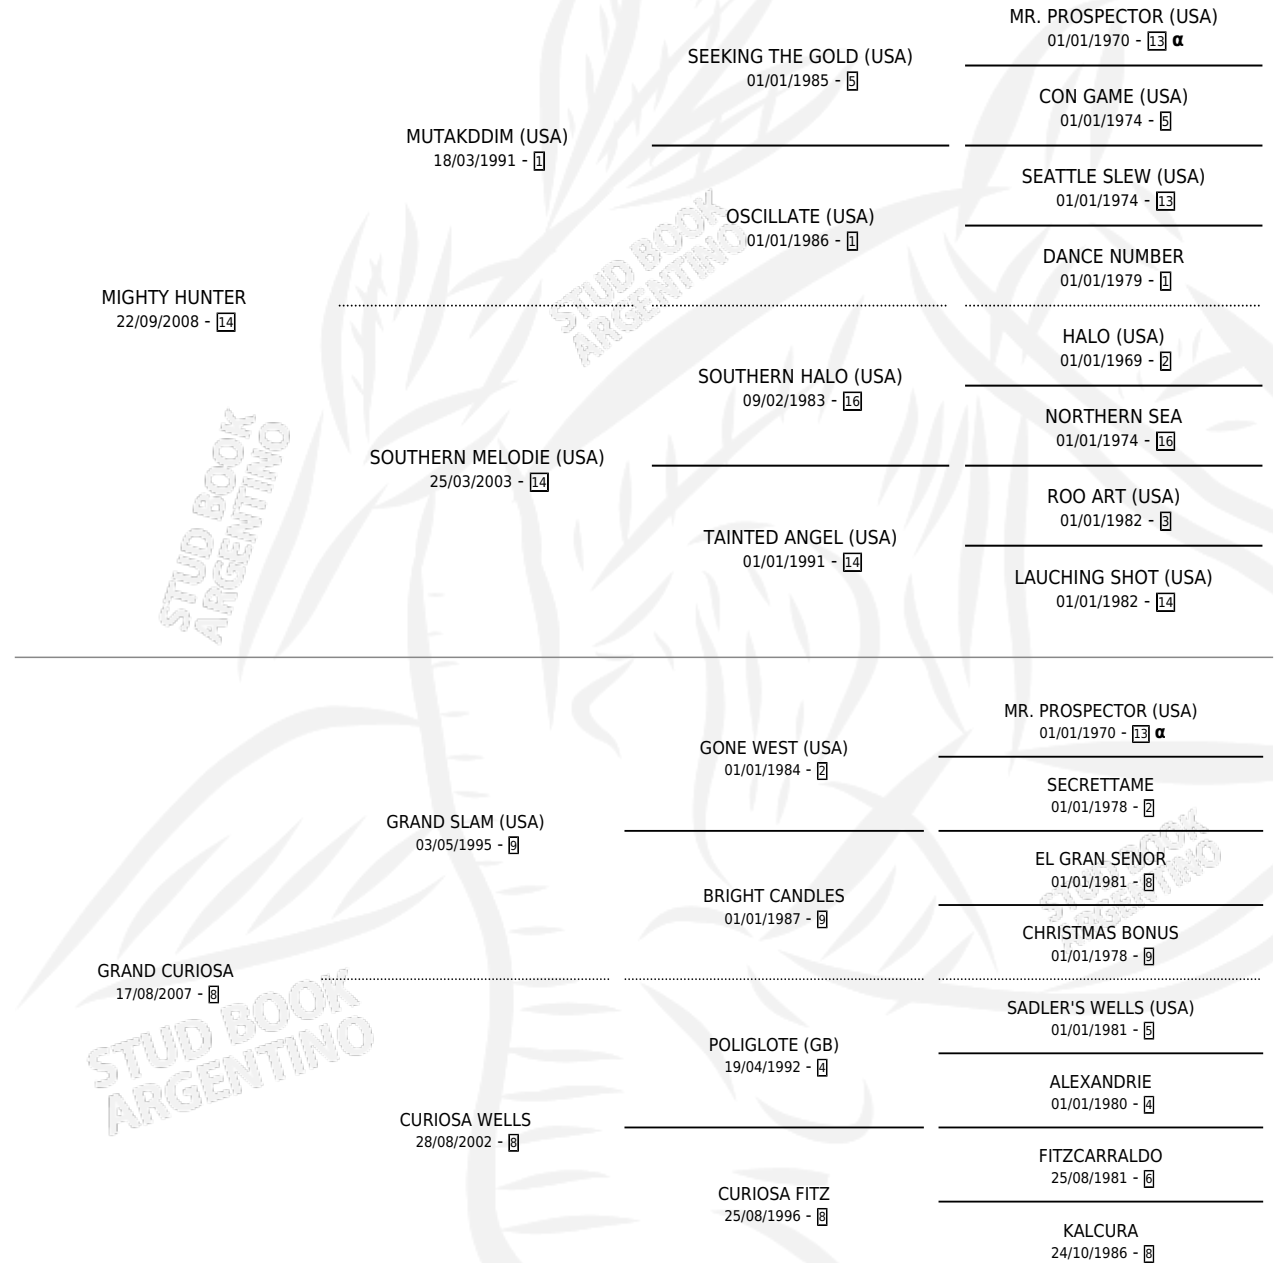 MR. PROSPECTOR (USA)
01/01/1970 - 13 α
SEEKING THE GOLD (USA)
01/01/1985 - 5
CON GAME (USA)
01/01/1974 - 5
MUTAKDDIM (USA)
18/03/1991 - 1
SEATTLE SLEW (USA)
01/01/1974 - 13
OSCILLATE (USA)
01/01/1986 - 1
DANCE NUMBER
01/01/1979 - 1
MIGHTY HUNTER
22/09/2008 - 14
HALO (USA)
01/01/1969 - 2
SOUTHERN HALO (USA)
09/02/1983 - 16
NORTHERN SEA
01/01/1974 - 16
SOUTHERN MELODIE (USA)
25/03/2003 - 14
ROO ART (USA)
01/01/1982 - 3
TAINTED ANGEL (USA)
01/01/1991 - 14
LAUCHING SHOT (USA)
01/01/1982 - 14
STUD BOOK
ARGENTINO
STUD BOOK
ARGENTINO
MR. PROSPECTOR (USA)
01/01/1970 - 13 α
GONE WEST (USA)
01/01/1984 - 2
SECRETTAME
01/01/1978 - 2
GRAND SLAM (USA)
03/05/1995 - 9
EL GRAN SENOR
01/01/1981 - 8
BRIGHT CANDLES
01/01/1987 - 9
CHRISTMAS BONUS
01/01/1978 - 9
GRAND CURIOSA
17/08/2007 - 8
SADLER'S WELLS (USA)
01/01/1981 - 5
POLIGLOTE (GB)
19/04/1992 - 4
ALEXANDRIE
01/01/1980 - 4
CURIOSA WELLS
28/08/2002 - 8
FITZCARRALDO
25/08/1981 - 6
CURIOSA FITZ
25/08/1996 - 8
KALCURA
24/10/1986 - 8
STUD BOOK
ARGENTINO
STUD BOOK
ARGENTINO